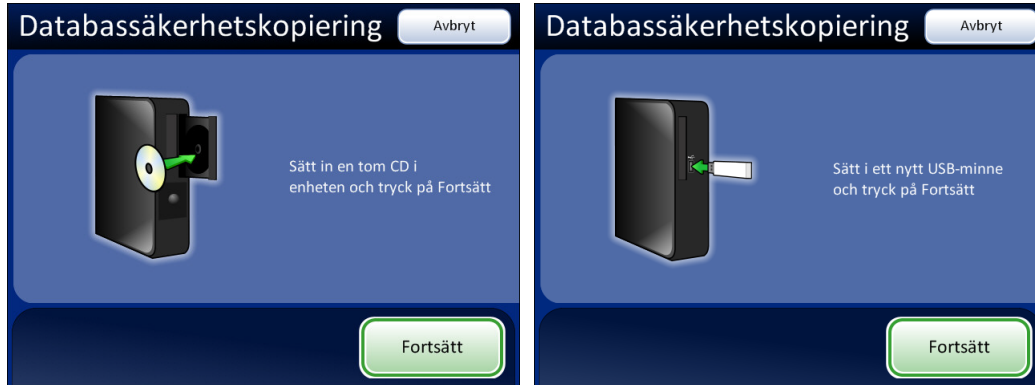 Databassäkerhetskopiering
Avbryt
Sätt in en tom CD i
enheten och tryck på Fortsätt
Fortsätt
Databassäkerhetskopiering
Avbryt
Sätt i ett nytt USB-minne
och tryck på Fortsätt
Fortsätt